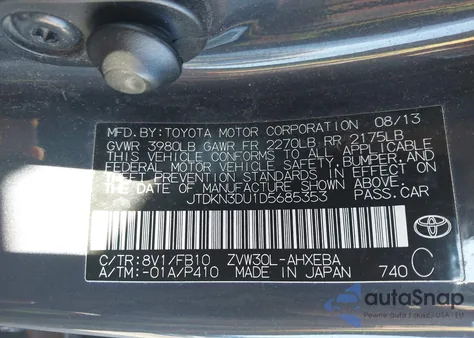 MFD.BY:TOYOTA MOTOR CORPORATION 08/13
GVWR 3980LB GAWR FR 2270LB RR 2175LB
THIS VEHICLE CONFORMS TO ALL APPLICABLE
FEDERAL MOTOR VEHICLE SAFETY, BUMPER, AND
THEFT PREVENTION STANDARDS IN EFFECT ON
THE DATE OF MANUFACTURE SHOWN ABOVE.
JTDKN3DU1D5685353 PASS.CAR
TOYOTA
C/TR:8V1/FB10 ZVW30L-AHXEBA
A/TM:-01A/P410 MADE IN JAPAN 740 C
autoSnap